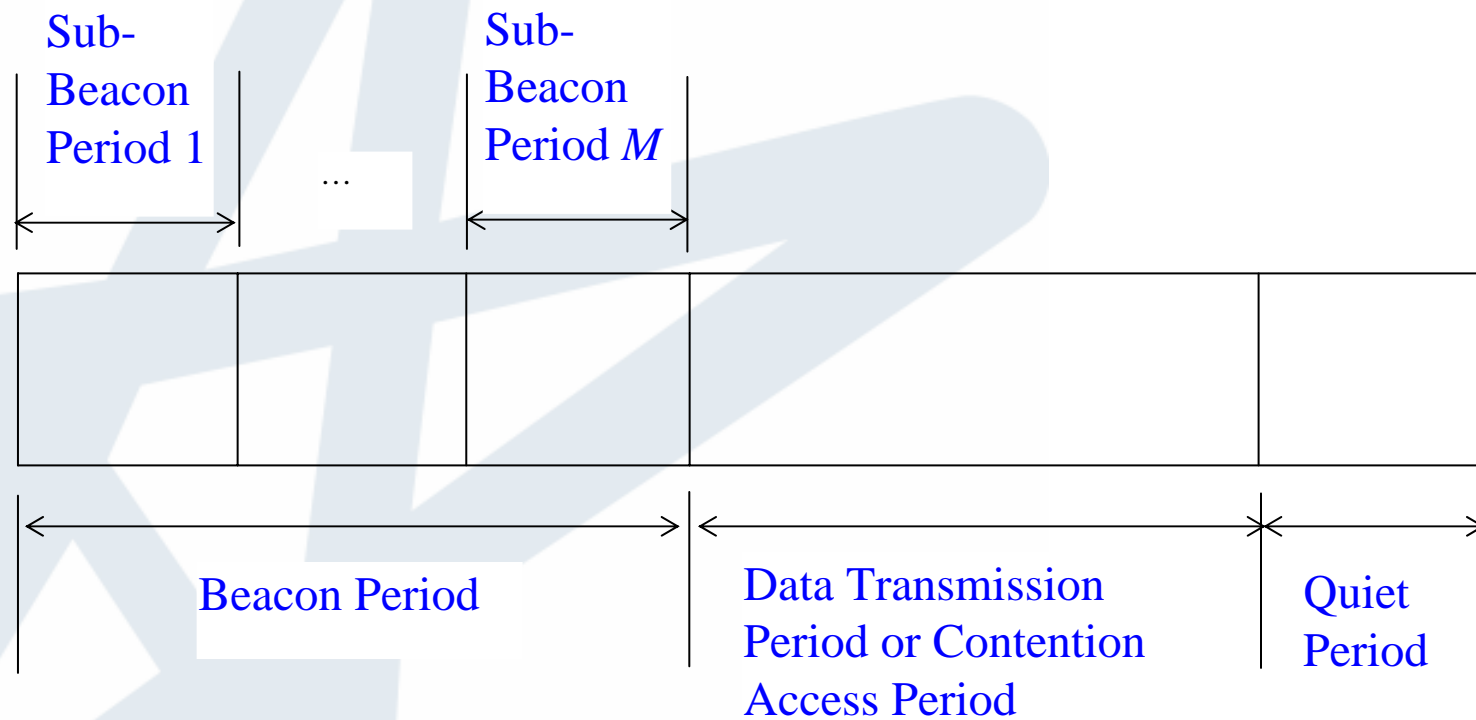 Sub-
Beacon
Period 1
...
Sub-
Beacon
Period M
Beacon Period
Data Transmission
Period or Contention
Access Period
Quiet
Period